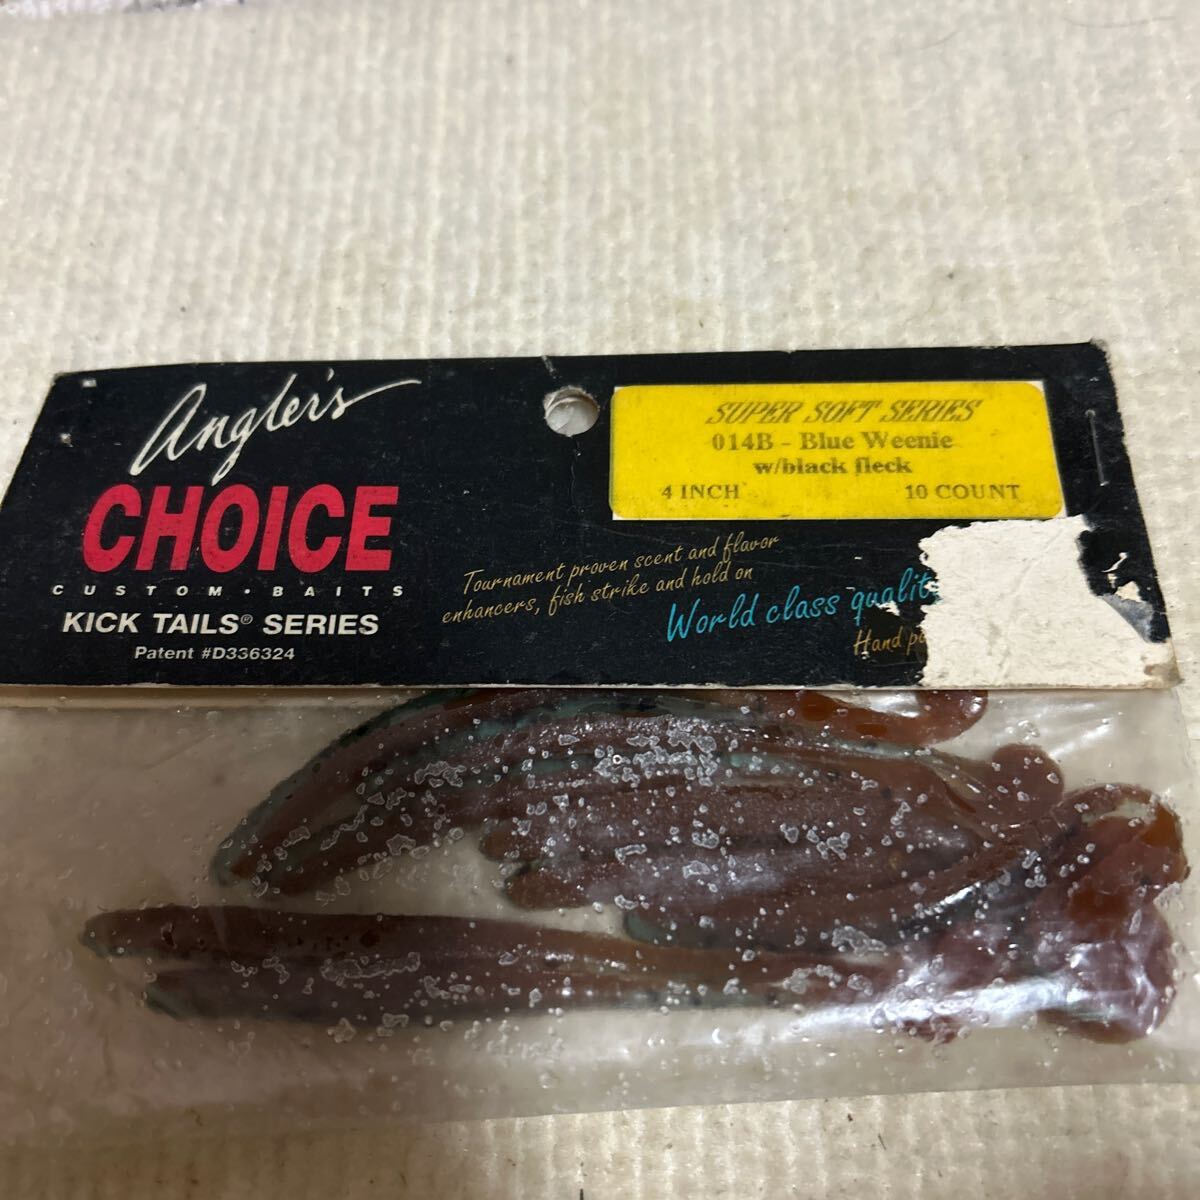 Angler's
CHOICE
CUSTOM • BAITS
KICK TAILS® SERIES
Patent #D336324
SUPER SOFT SERIES
014B - Blue Weenie
w/black fleck
4 INCH 10 COUNT
Tournament proven scent and flavor
enhancers, fish strike and hold on
World class
Hand